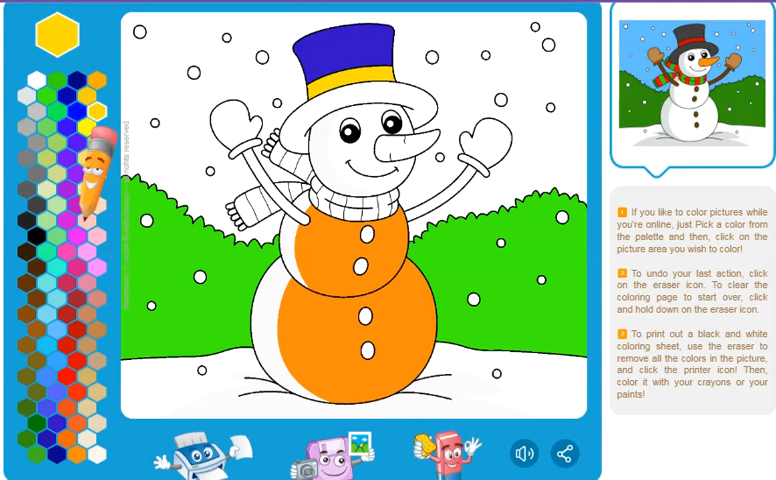 rights reserved
1 If you like to color pictures while
you're online, just Pick a color from
the palette and then, click on the
picture area you wish to color!
2 To undo your last action, click
on the eraser icon. To clear the
coloring page to start over, click
and hold down on the eraser icon.
3 To print out a black and white
coloring sheet, use the eraser to
remove all the colors in the picture,
and click the printer icon! Then,
color it with your crayons or your
paints!